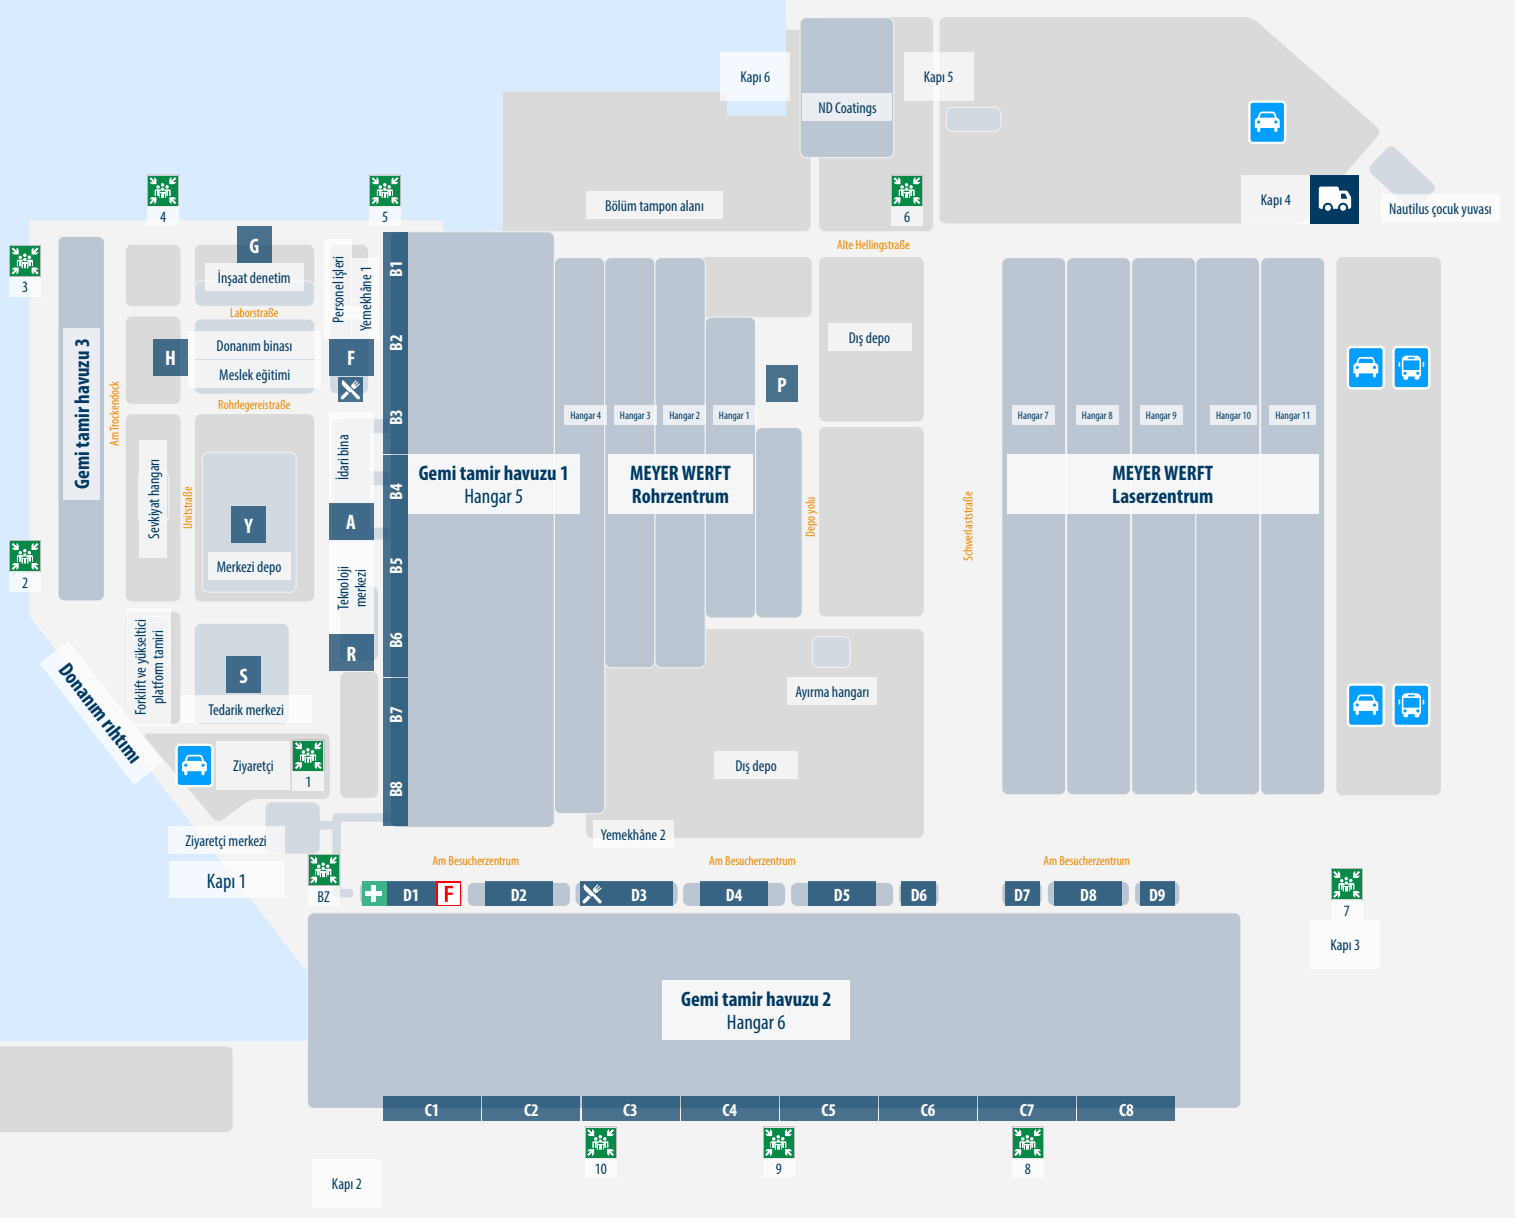 Kapı 6
Kapı 5
ND Coatings
Kapı 4
Nautilus çocuk yuvası
Bölüm tampon alanı
4
5
6
3
G
İnşaat denetim
Laborstraße
Alte Hellingstraße
Personel işleri
Yemekhâne 1
B1
B2
B3
B4
B5
B6
B7
B8
Gemi tamir havuzu 3
Am Trockendock
H
Donanım binası
Meslek eğitimi
Rohrlegereistraße
F
P
Dış depo
Hangar 4
Hangar 3
Hangar 2
Hangar 1
Hangar 7
Hangar 8
Hangar 9
Hangar 10
Hangar 11
İdari bina
Sevkiyat hangarı
Unitstraße
Gemi tamir havuzu 1
Hangar 5
MEYER WERFT
Rohrzentrum
MEYER WERFT
Laserzentrum
Depo yolu
Schwerlaststraße
Y
Merkezi depo
A
2
Teknoloji
merkezi
R
Forklift ve yükseltici
platform tamiri
S
Tedarik merkezi
Donanım rıhtımı
Ayırma hangarı
Ziyaretçi
1
Dış depo
Ziyaretçi merkezi
Yemekhâne 2
Kapı 1
BZ
Am Besucherzentrum
Am Besucherzentrum
Am Besucherzentrum
D1
F
D2
D3
D4
D5
D6
D7
D8
D9
7
Kapı 3
Gemi tamir havuzu 2
Hangar 6
C1
C2
C3
C4
C5
C6
C7
C8
10
9
8
Kapı 2